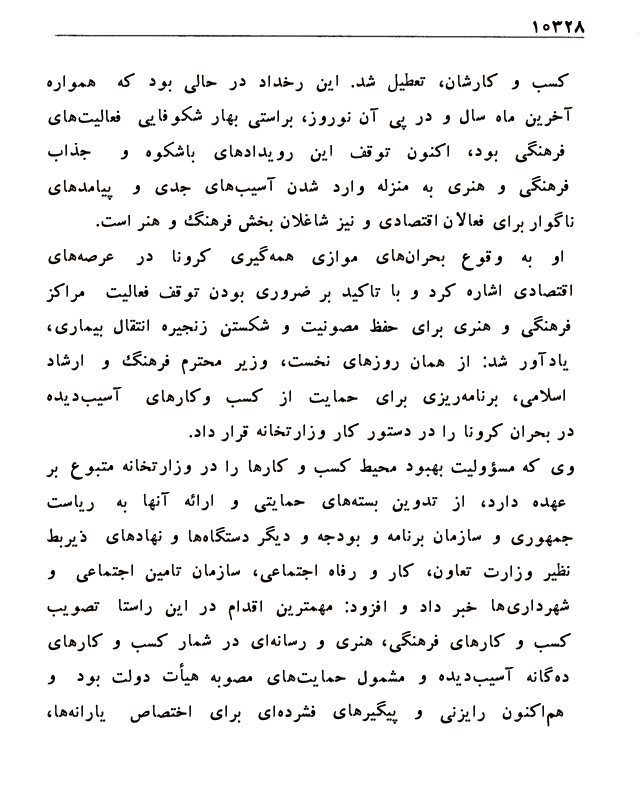 ۱۰۳۲۸
کسب و کارشان، تعطیل شد. این رخداد در حالی بود که همواره
آخرین ماه سال و در پی آن نوروز، براستی بهار شکوفایی فعالیت‌های
فرهنگی بود، اکنون توقف این رویدادهای باشکوه و جذاب
فرهنگی و هنری به منزله وارد شدن آسیب‌های جدی و پیامدهای
ناگوار برای فعالان اقتصادی و نیز شاغلان بخش فرهنگ و هنر است.
او به وقوع بحران‌های موازی همه‌گیری کرونا در عرصه‌های
اقتصادی اشاره کرد و با تاکید بر ضروری بودن توقف فعالیت مراکز
فرهنگی و هنری برای حفظ مصونیت و شکستن زنجیره انتقال بیماری،
یادآور شد: از همان روزهای نخست، وزیر محترم فرهنگ و ارشاد
اسلامی، برنامه‌ریزی برای حمایت از کسب وکارهای آسیب‌دیده
در بحران کرونا را در دستور کار وزارتخانه قرار داد.
وی که مسؤولیت بهبود محیط کسب و کارها را در وزارتخانه متبوع بر
عهده دارد، از تدوین بسته‌های حمایتی و ارائه آنها به ریاست
جمهوری و سازمان برنامه و بودجه و دیگر دستگاه‌ها و نهادهای ذیربط
نظیر وزارت تعاون، کار و رفاه اجتماعی، سازمان تامین اجتماعی و
شهرداری‌ها خبر داد و افزود: مهمترین اقدام در این راستا تصویب
کسب و کارهای فرهنگی، هنری و رسانه‌ای در شمار کسب و کارهای
ده‌گانه آسیب‌دیده و مشمول حمایت‌های مصوبه هیأت دولت بود و
هم‌اکنون رایزنی و پیگیرهای فشرده‌ای برای اختصاص یارانه‌ها،